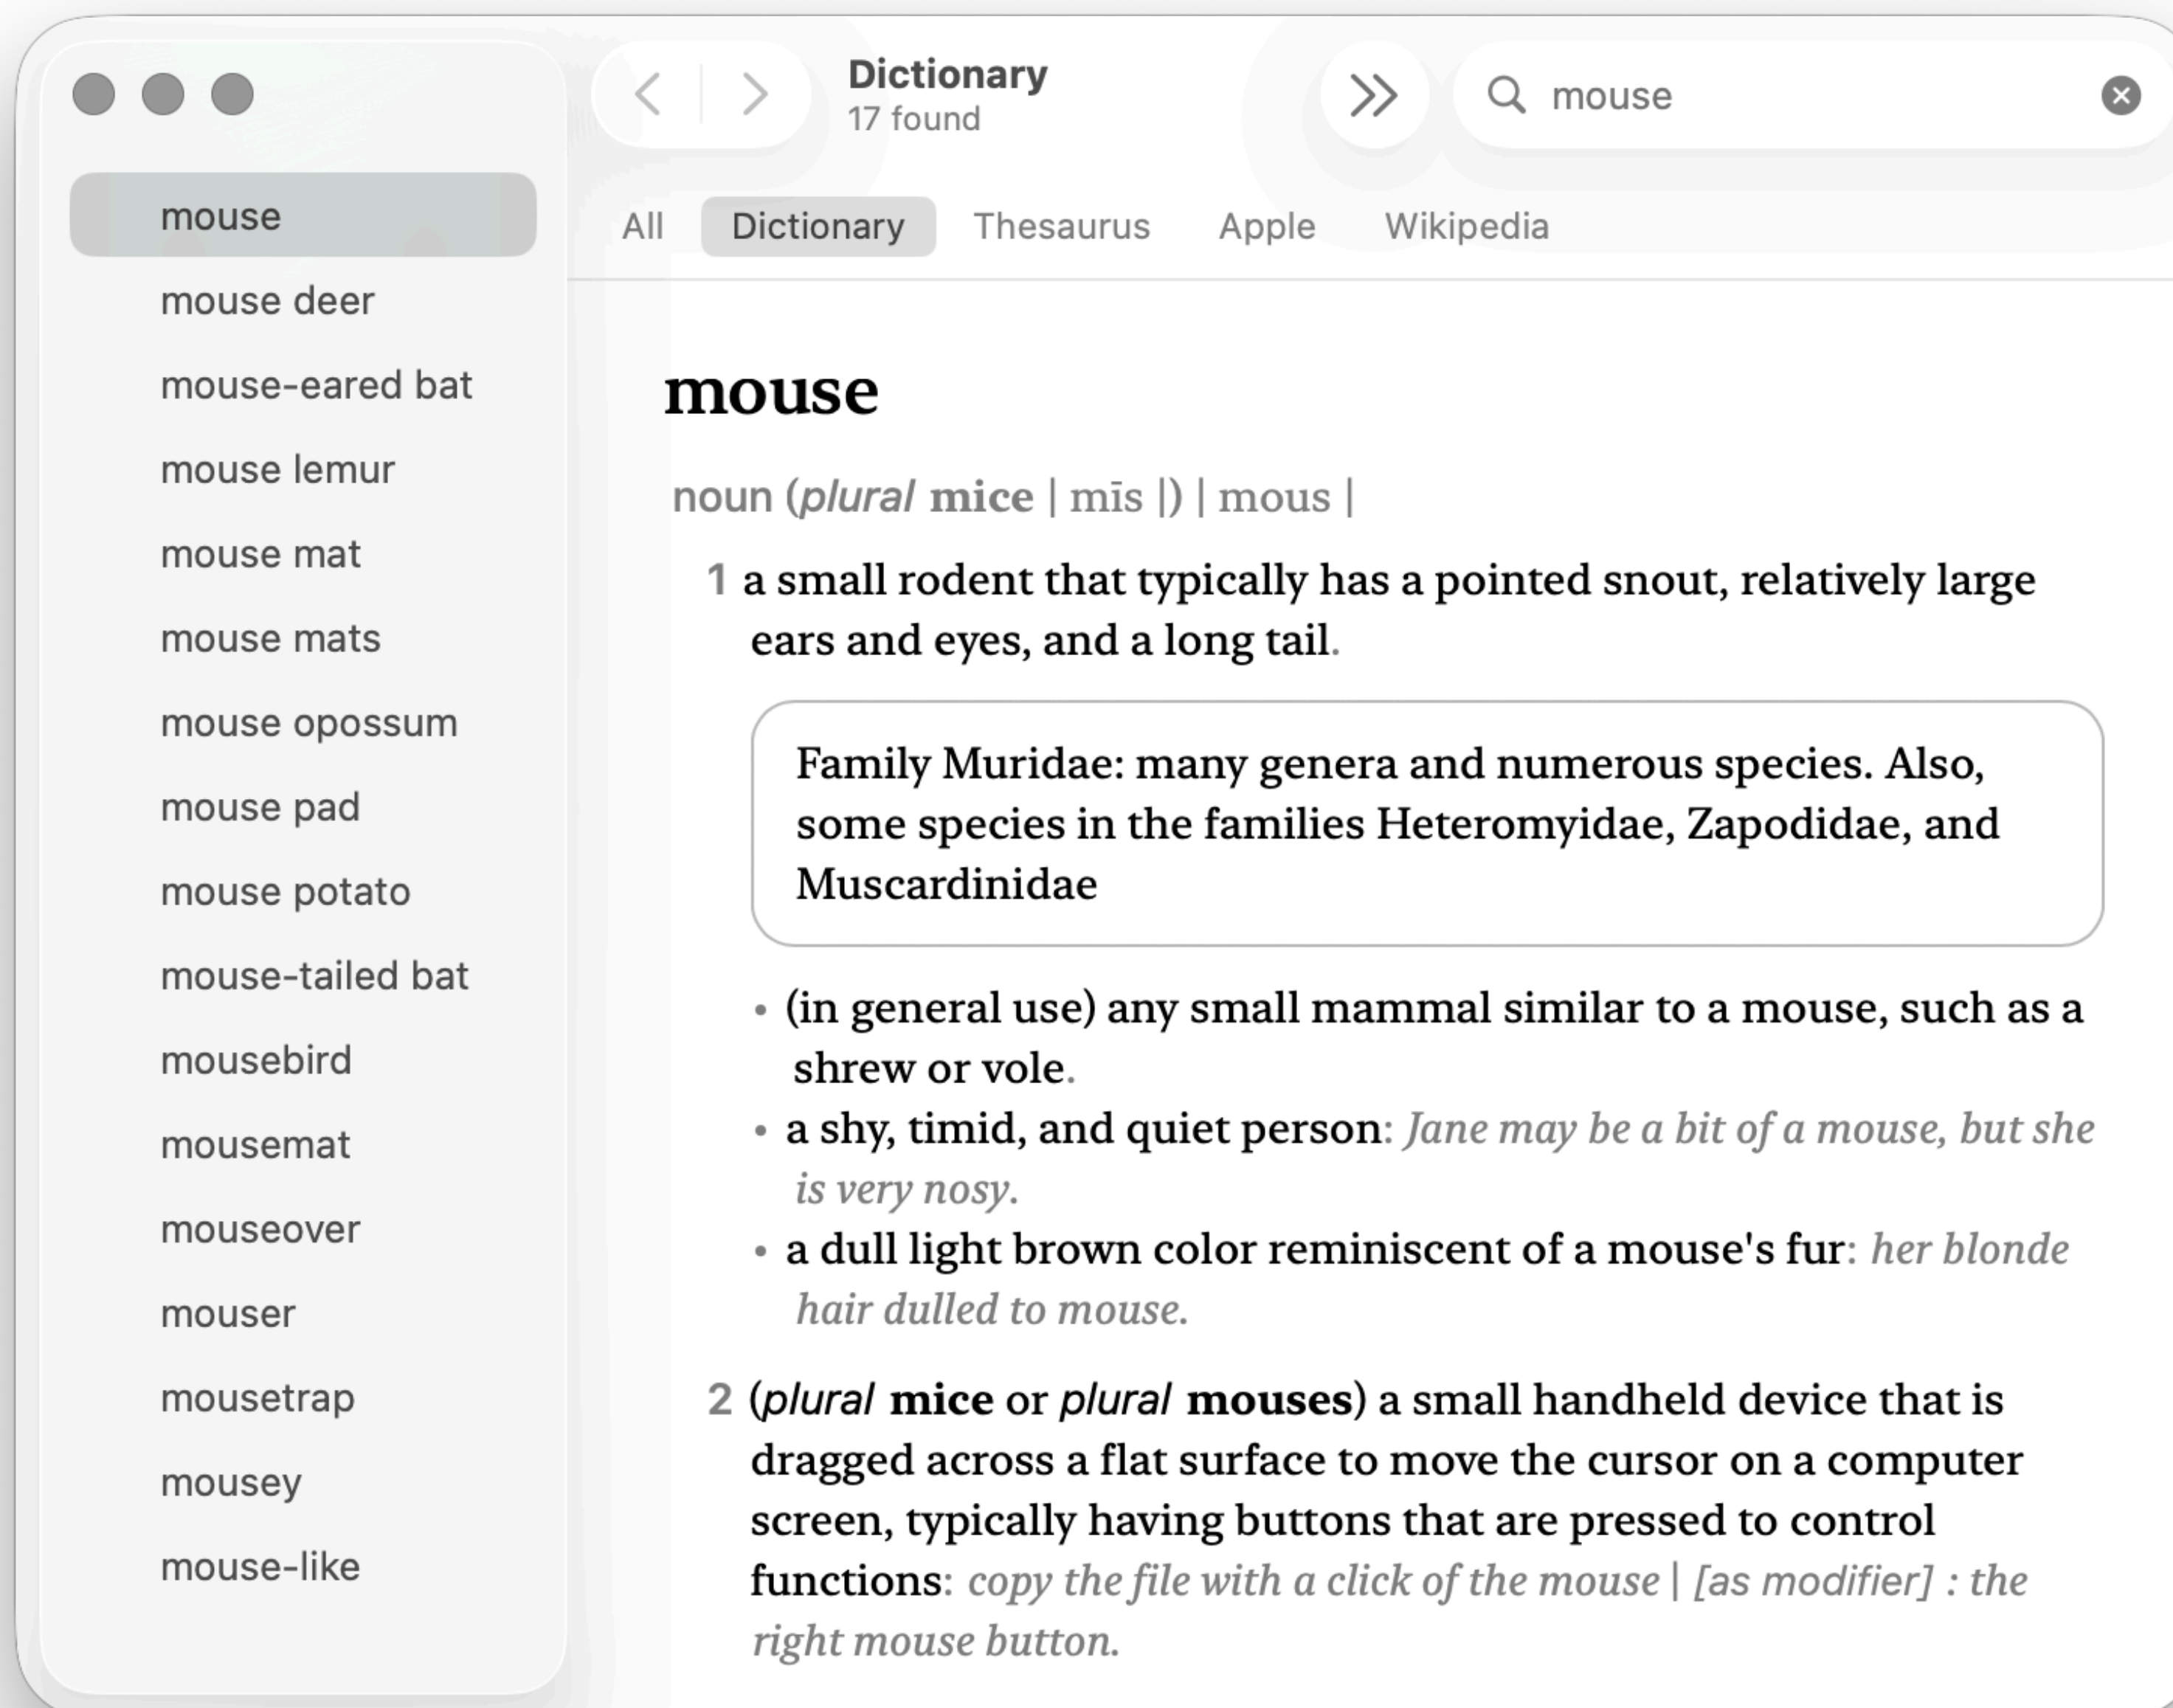 mouse
mouse deer
mouse-eared bat
mouse lemur
mouse mat
mouse mats
mouse opossum
mouse pad
mouse potato
mouse-tailed bat
mousebird
mousemat
mouseover
mouser
mousetrap
mousey
mouse-like
Dictionary
17 found
mouse
All Dictionary Thesaurus Apple Wikipedia
mouse
noun (plural mice | mīs |) | mous |
1 a small rodent that typically has a pointed snout, relatively large
ears and eyes, and a long tail.
Family Muridae: many genera and numerous species. Also,
some species in the families Heteromyidae, Zapodidae, and
Muscardinidae
• (in general use) any small mammal similar to a mouse, such as a
shrew or vole.
• a shy, timid, and quiet person: Jane may be a bit of a mouse, but she
is very nosy.
• a dull light brown color reminiscent of a mouse's fur: her blonde
hair dulled to mouse.
2 (plural mice or plural mouses) a small handheld device that is
dragged across a flat surface to move the cursor on a computer
screen, typically having buttons that are pressed to control
functions: copy the file with a click of the mouse | [as modifier] : the
right mouse button.